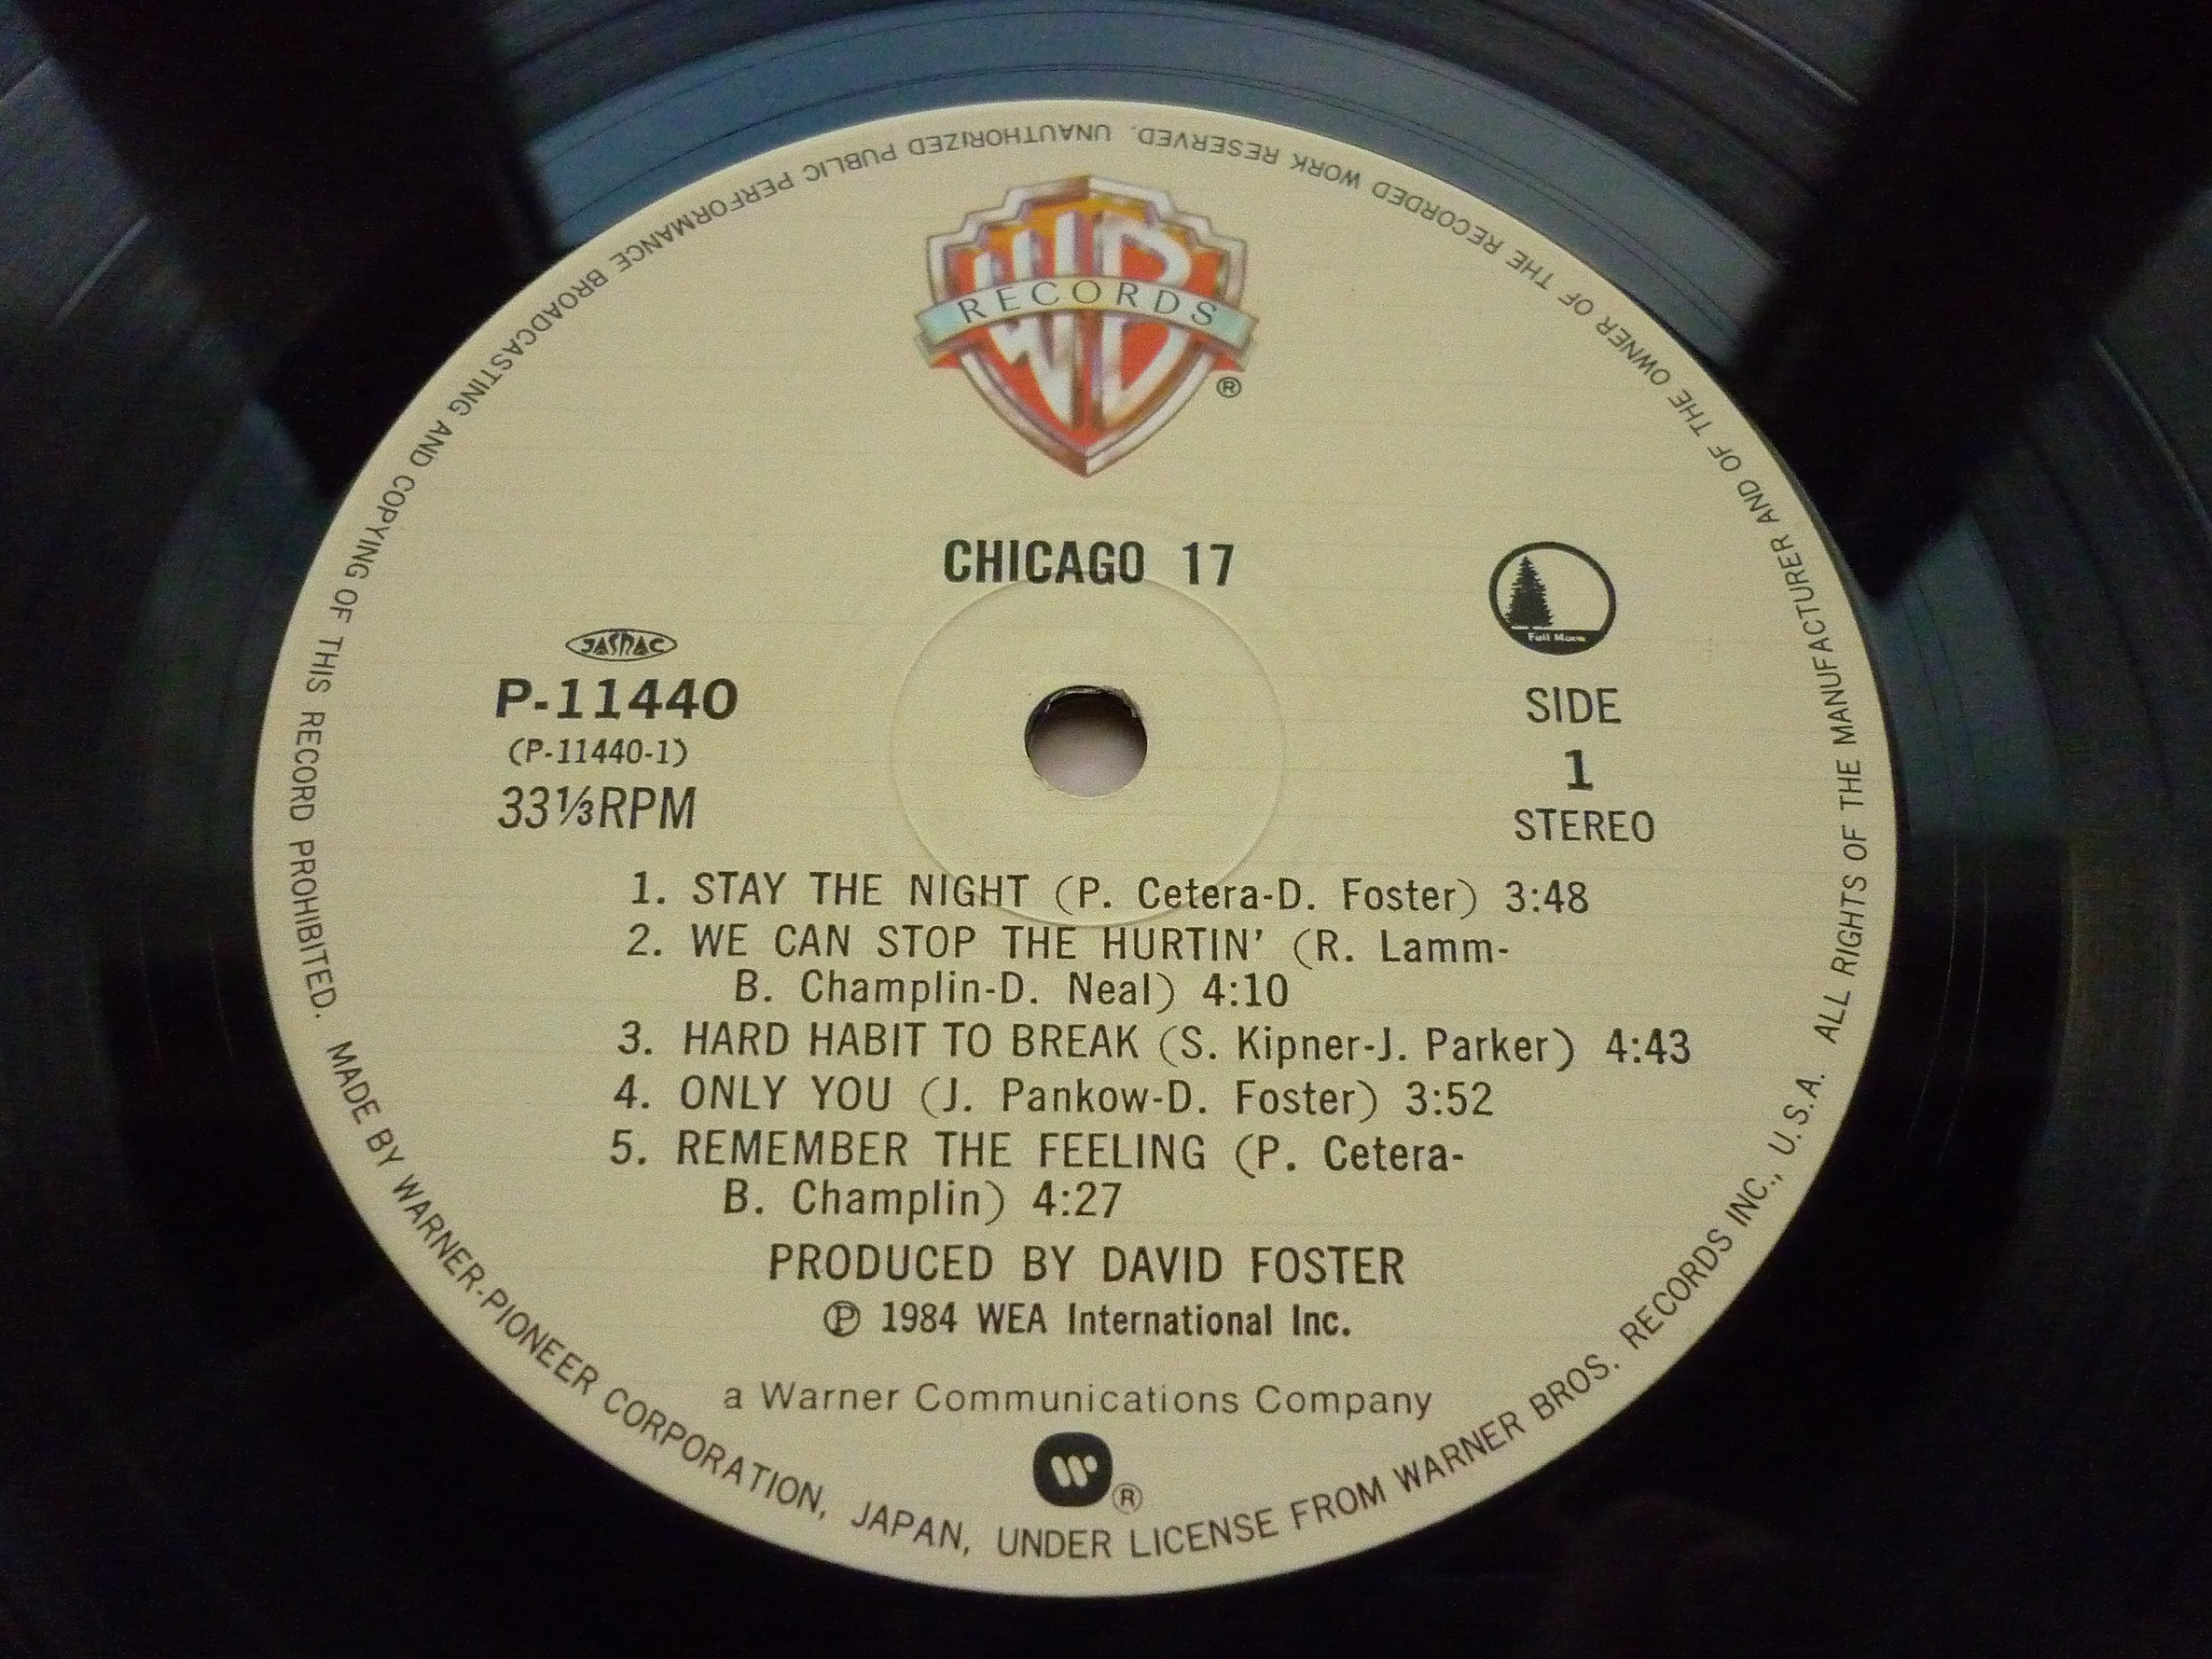 WB
RECORDS
®
CHICAGO 17
Full Moon
JASRAC
P-11440
(P-11440-1)
33⅓RPM
SIDE
1
STEREO
1. STAY THE NIGHT (P. Cetera-D. Foster) 3:48
2. WE CAN STOP THE HURTIN' (R. Lamm-
B. Champlin-D. Neal) 4:10
3. HARD HABIT TO BREAK (S. Kipner-J. Parker) 4:43
4. ONLY YOU (J. Pankow-D. Foster) 3:52
5. REMEMBER THE FEELING (P. Cetera-
B. Champlin) 4:27
PRODUCED BY DAVID FOSTER
℗ 1984 WEA International Inc.
a Warner Communications Company
W ®
MADE BY WARNER-PIONEER CORPORATION, JAPAN, UNDER LICENSE FROM WARNER BROS. RECORDS INC., U.S.A. ALL RIGHTS OF THE MANUFACTURER AND OF THE OWNER OF THE RECORDED WORK RESERVED. UNAUTHORIZED PUBLIC PERFORMANCE BROADCASTING AND COPYING OF THIS RECORD PROHIBITED.